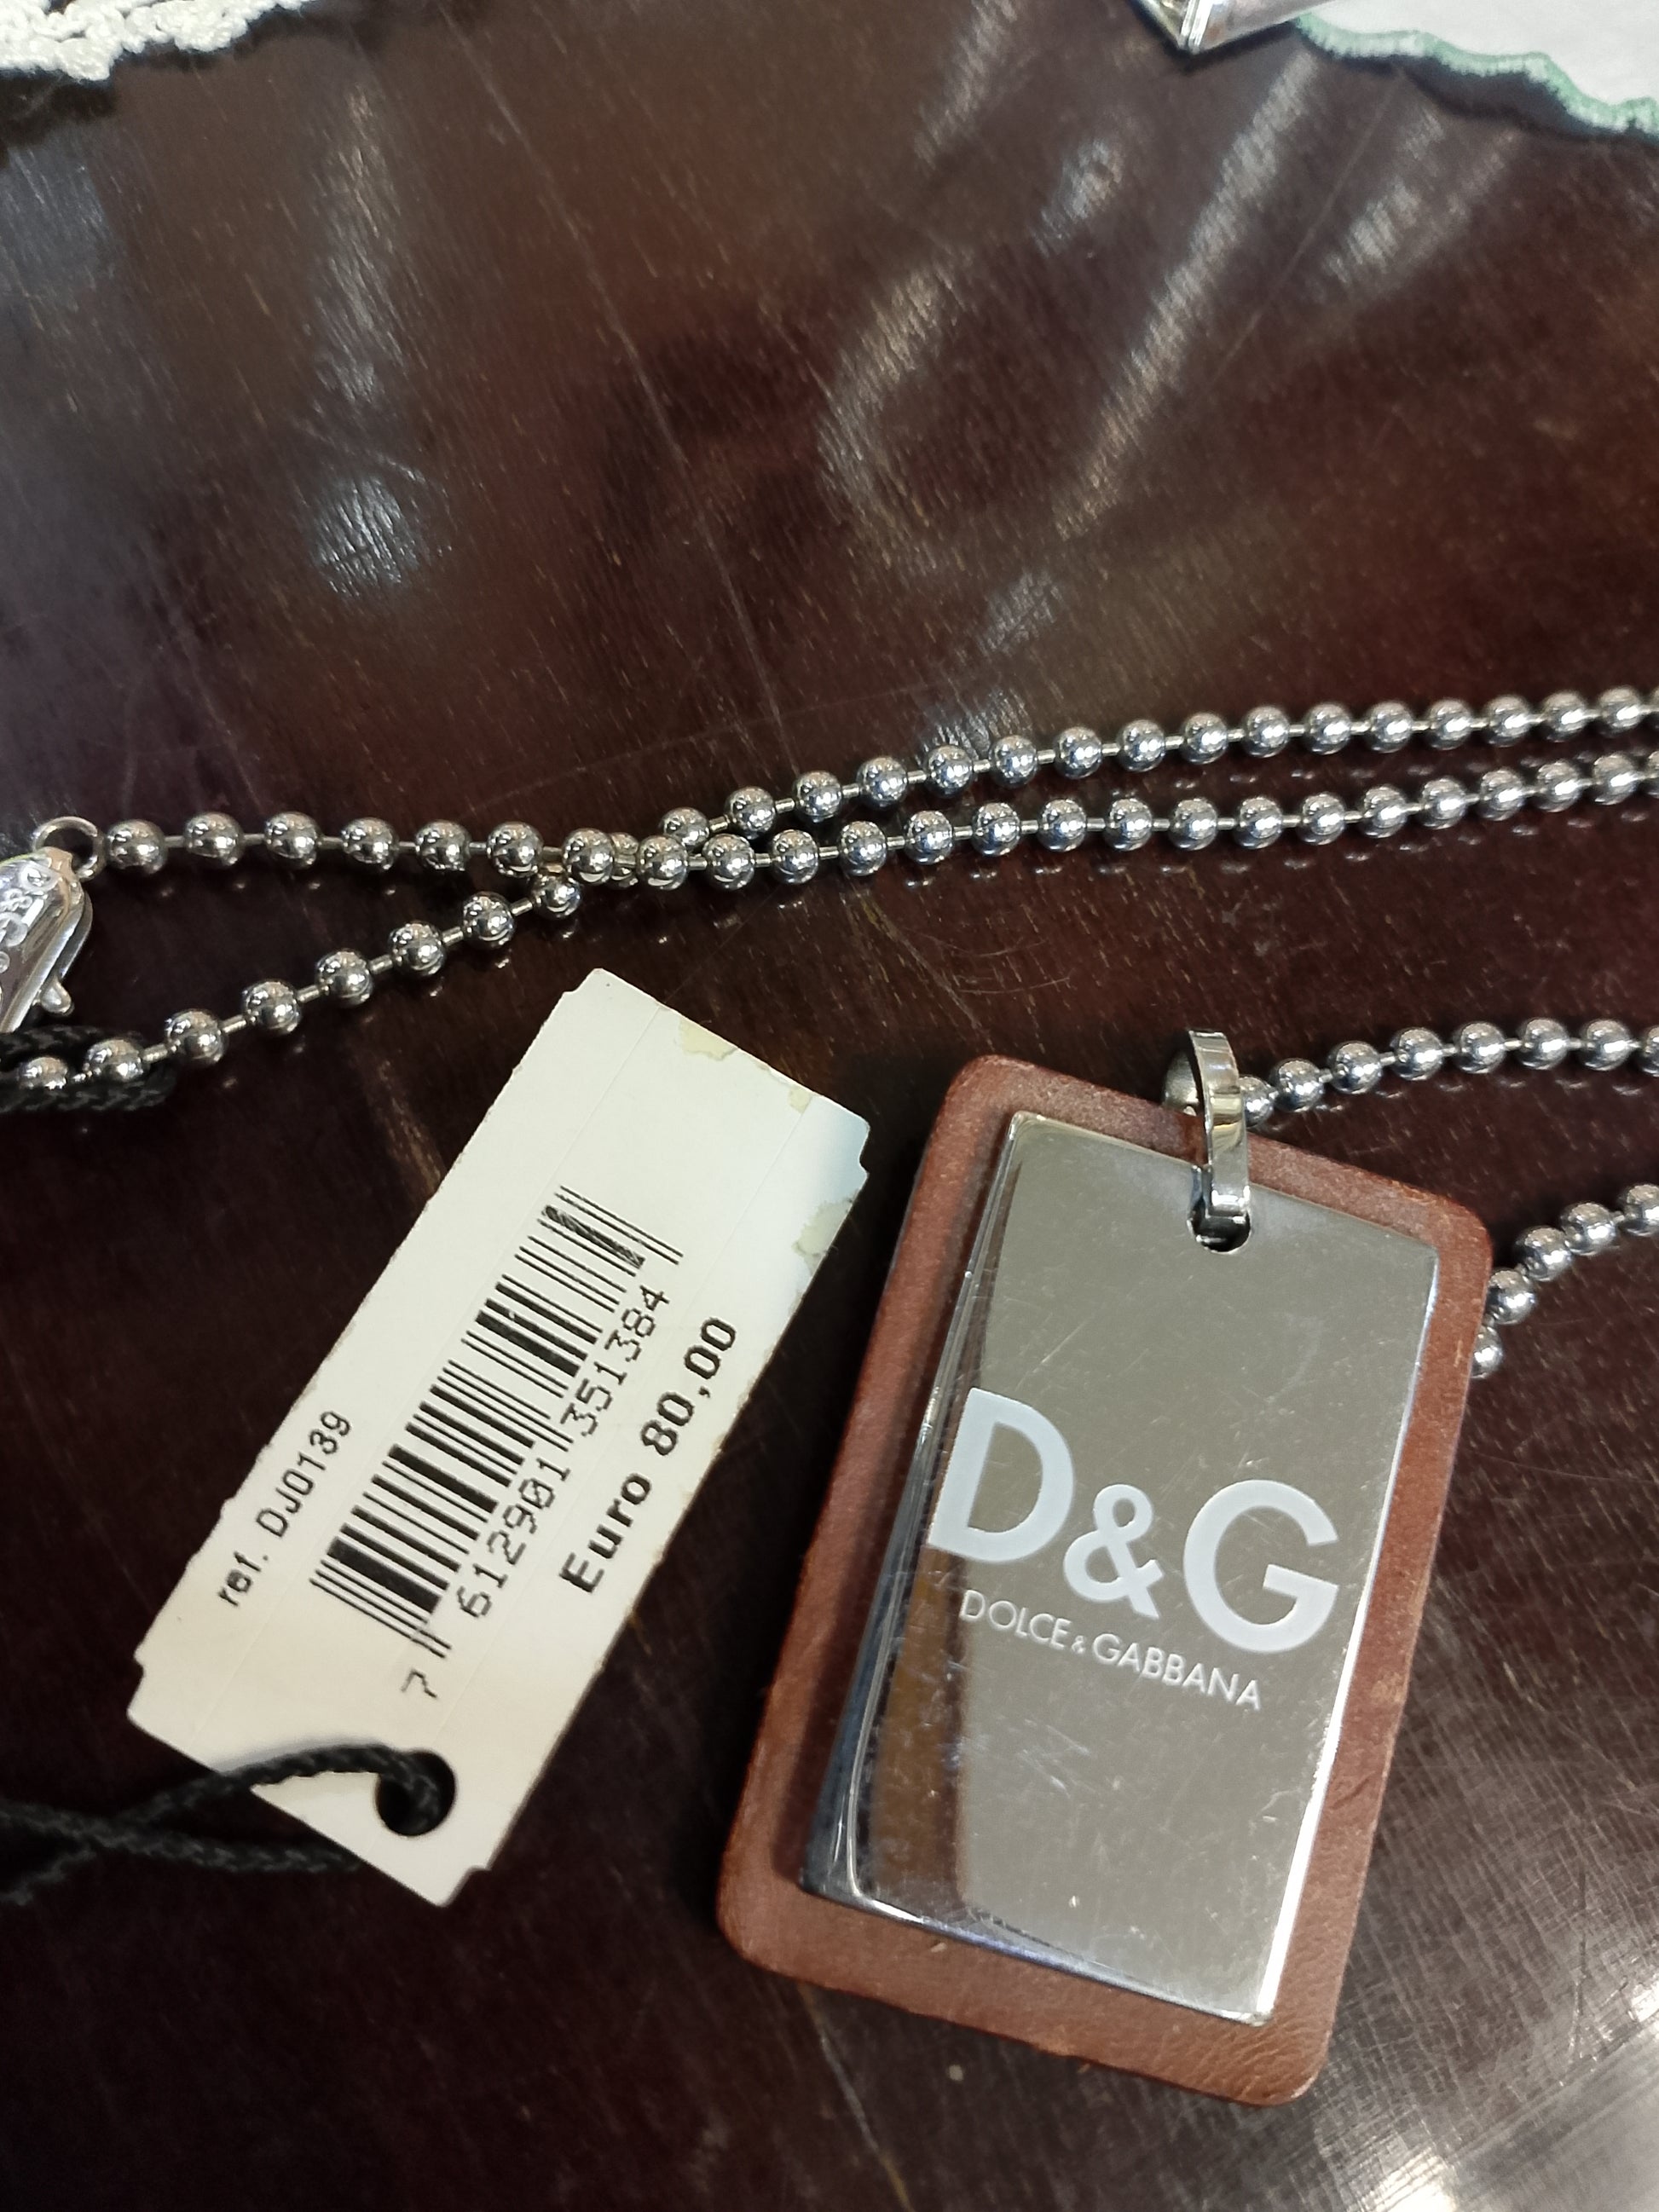 ref. DJ0139
7 612901 351384
Euro 80,00
D&G
DOLCE & GABBANA
D&G